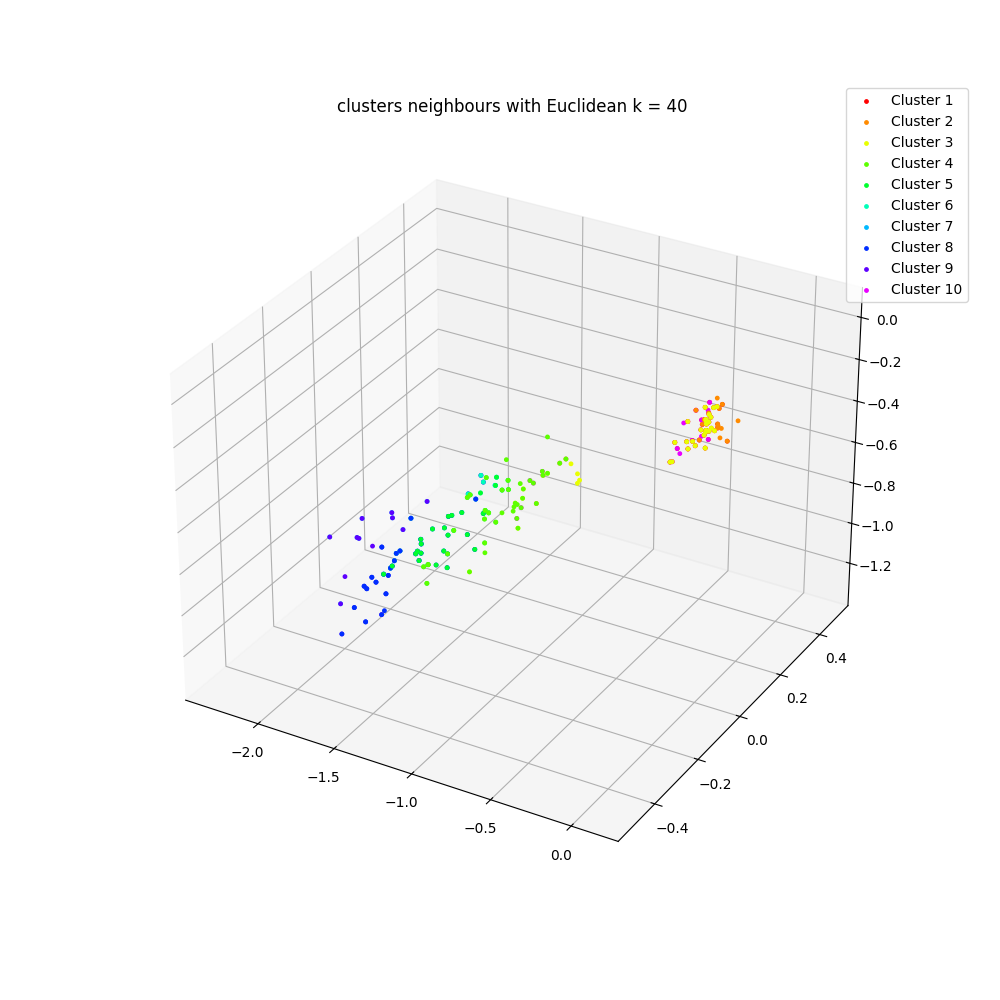 clusters neighbours with Euclidean k = 40
Cluster 1
Cluster 2
Cluster 3
Cluster 4
Cluster 5
Cluster 6
Cluster 7
Cluster 8
Cluster 9
Cluster 10
0.0
−0.2
−0.4
−0.6
−0.8
−1.0
−1.2
0.4
0.2
0.0
−0.2
−0.4
−2.0
−1.5
−1.0
−0.5
0.0